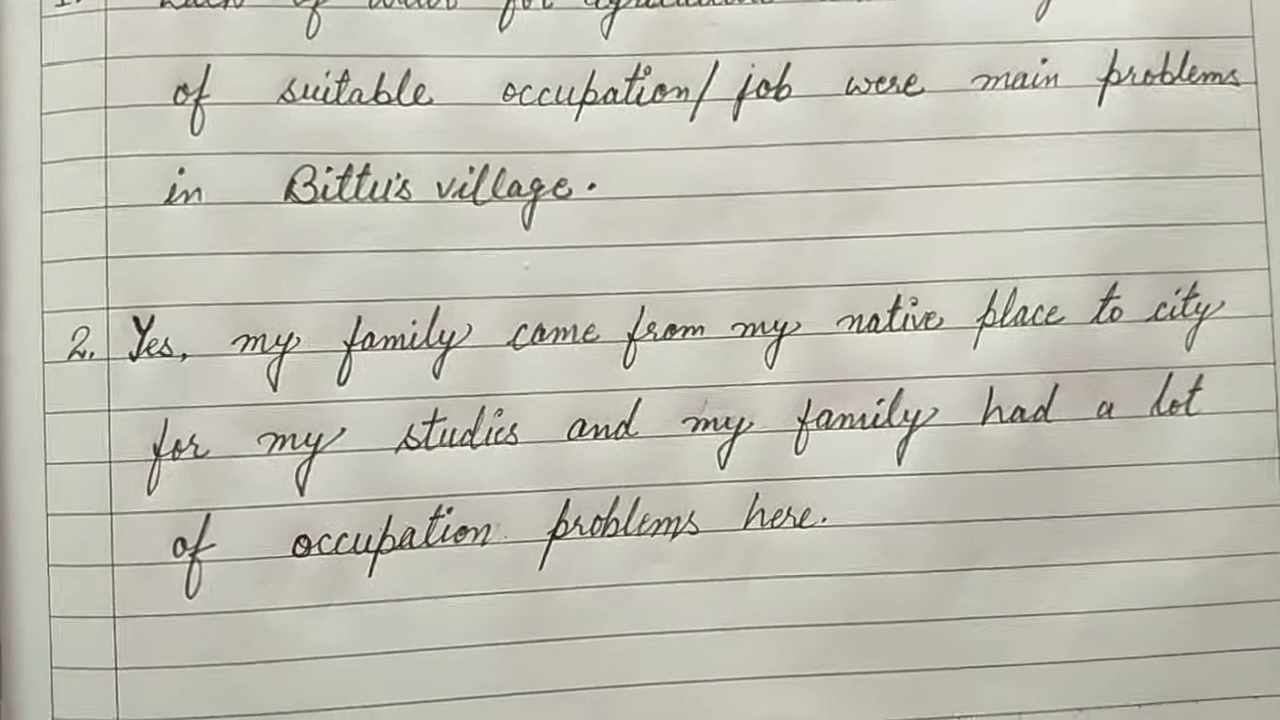 of
of suitable occupation/job were main problems
in Bittu's village.
2. Yes, my family came from my native place to city
for my studies and my family had a lot
of occupation problems here.